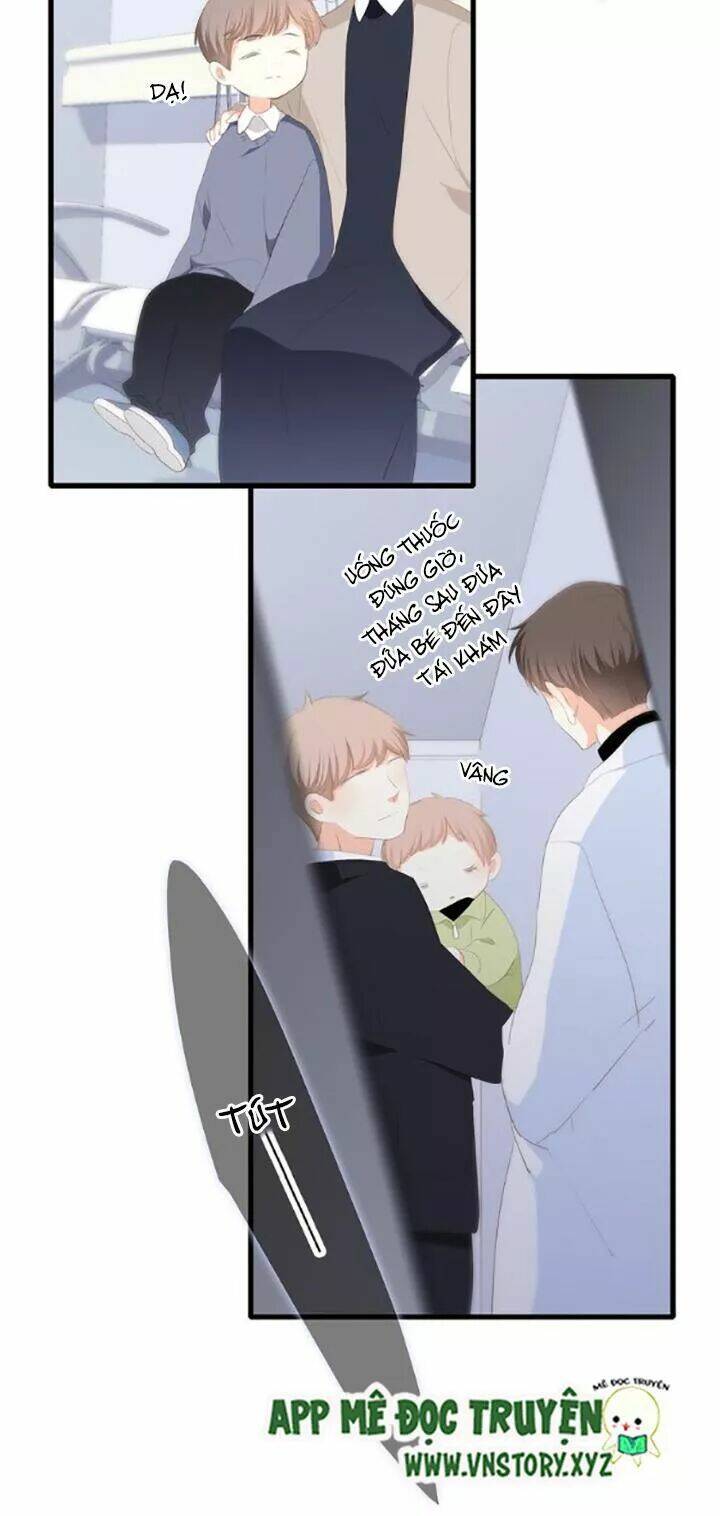 DẠ!
UỐNG THUỐC
ĐÚNG GIỜ,
THÁNG SAU ĐƯA
ĐỨA BÉ ĐẾN ĐÂY
TÁI KHÁM
VÂNG
TÚT
MÊ ĐỌC TRUYỆN
APP MÊ ĐỌC TRUYỆN
WWW.VNSTORY.XYZ